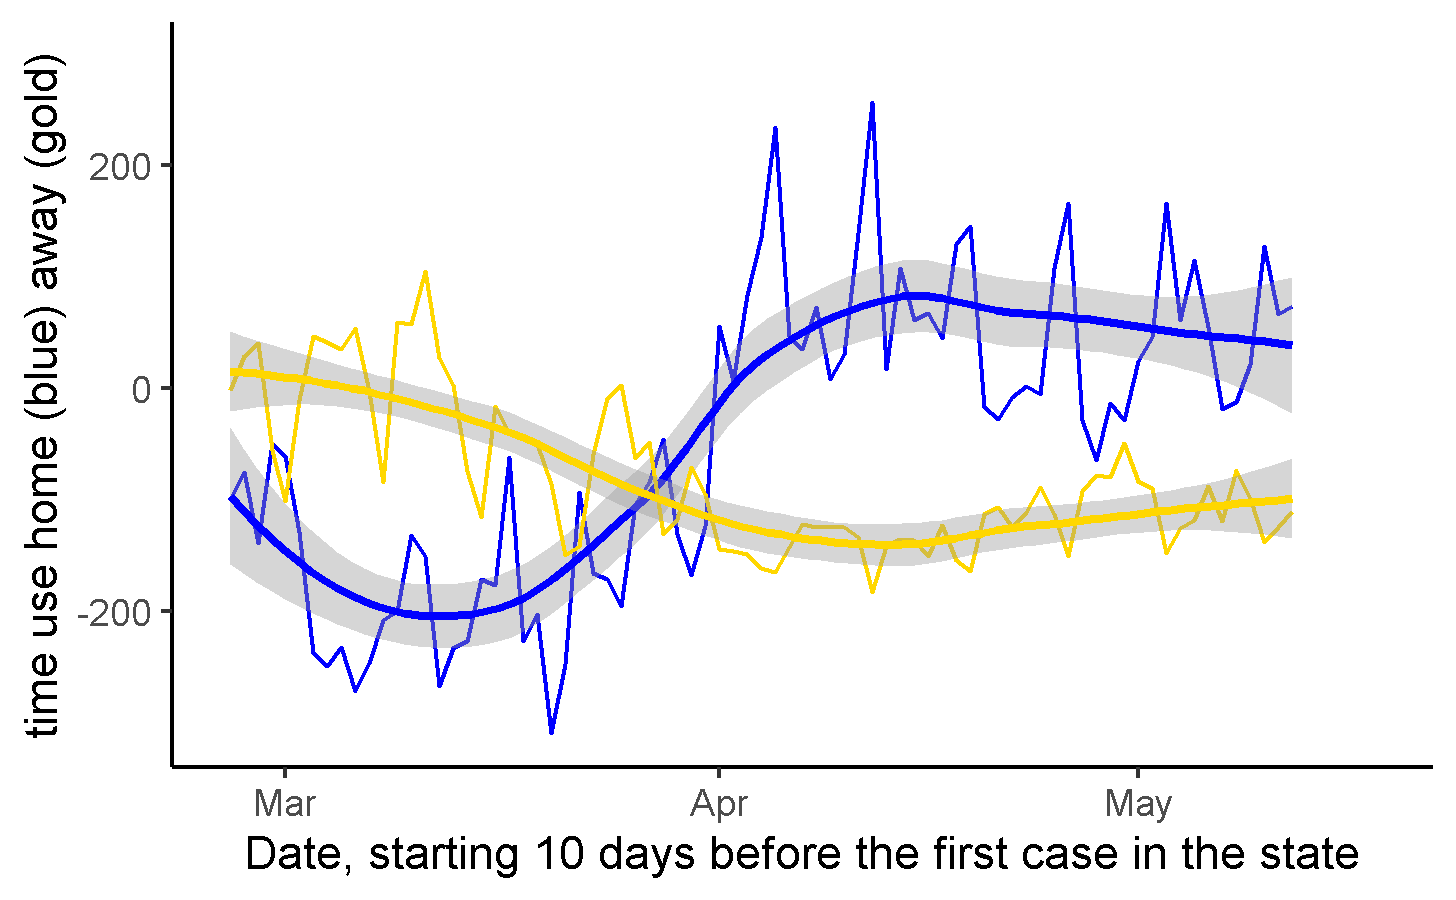 time use home (blue) away (gold)
200
0
-200
Mar
Apr
May
Date, starting 10 days before the first case in the state